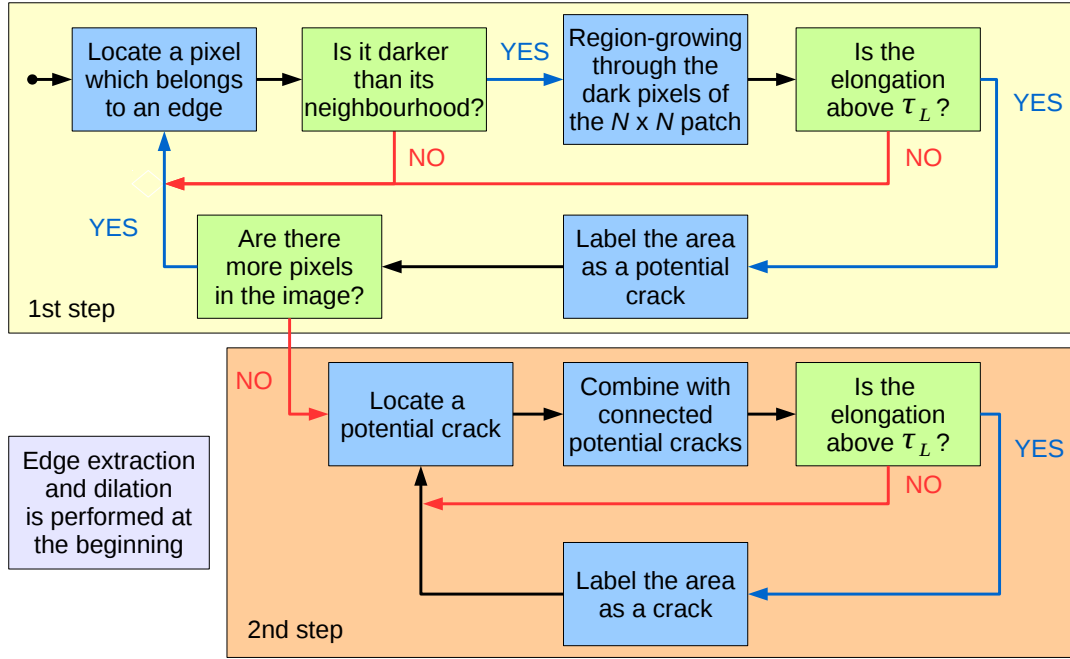 Locate a pixel
which belongs
to an edge
Is it darker
than its
neighbourhood?
YES
Region-growing
through the
dark pixels of
the N x N patch
Is the
elongation
above τ_L ?
YES
NO
NO
YES
Are there
more pixels
in the image?
Label the area
as a potential
crack
1st step
NO
Locate a
potential crack
Combine with
connected
potential cracks
Is the
elongation
above τ_L ?
YES
NO
Edge extraction
and dilation
is performed at
the beginning
Label the area
as a crack
2nd step